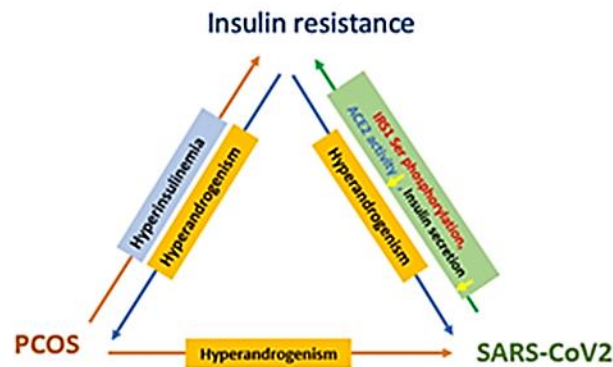 Insulin resistance
Hyperinsulinemia
Hyperandrogenism
Hyperandrogenism
IRS1 Ser phosphorylation,
ACE2 activity , Insulin secretion
PCOS
Hyperandrogenism
SARS-CoV2